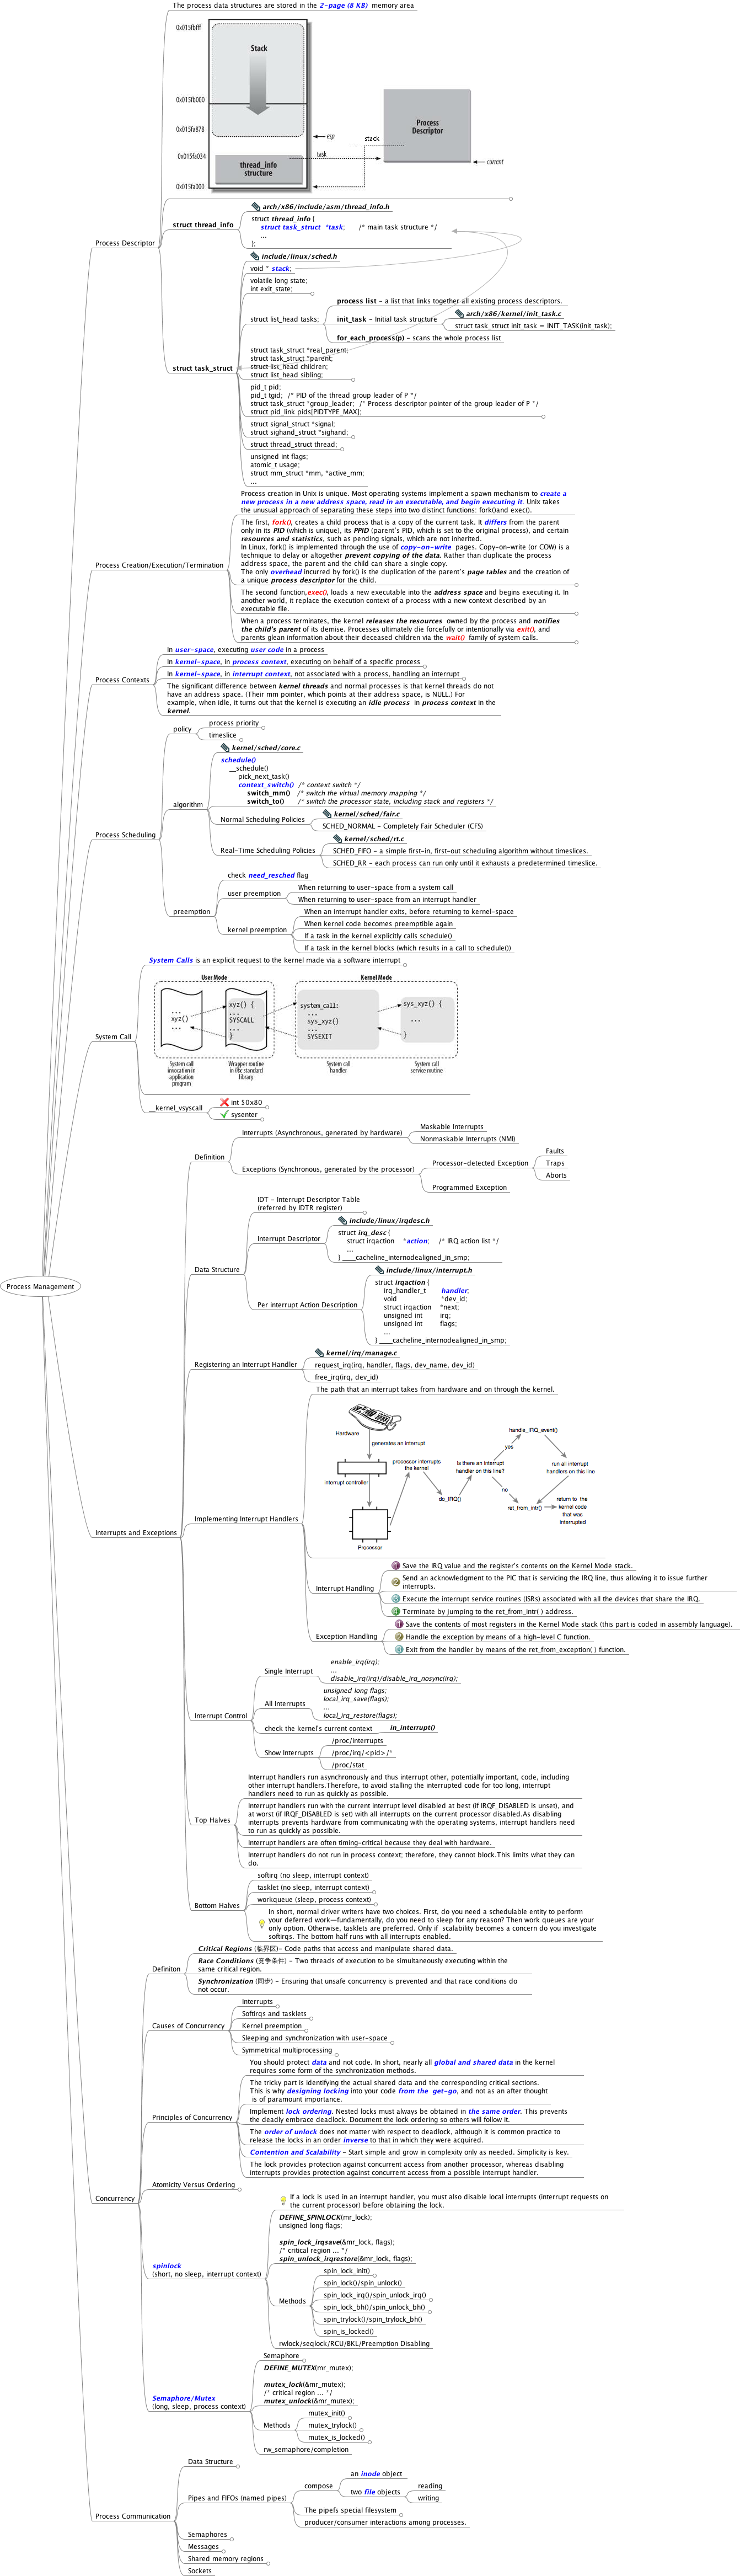 The process data structures are stored in the 2-page (8 KB) memory area
0x015fbfff
Stack
0x015fb000
0x015fa878
esp
Process
Descriptor
stack
0x015fa034
task
thread_info
structure
current
0x015fa000
Process Descriptor
struct thread_info
arch/x86/include/asm/thread_info.h
struct thread_info {
struct task_struct *task; /* main task structure */
...
};
struct task_struct
include/linux/sched.h
void * stack;
volatile long state;
int exit_state;
struct list_head tasks;
process list - a list that links together all existing process descriptors.
init_task - Initial task structure
arch/x86/kernel/init_task.c
struct task_struct init_task = INIT_TASK(init_task);
for_each_process(p) - scans the whole process list
struct task_struct *real_parent;
struct task_struct *parent;
struct list_head children;
struct list_head sibling;
pid_t pid;
pid_t tgid; /* PID of the thread group leader of P */
struct task_struct *group_leader; /* Process descriptor pointer of the group leader of P */
struct pid_link pids[PIDTYPE_MAX];
struct signal_struct *signal;
struct sighand_struct *sighand;
struct thread_struct thread;
unsigned int flags;
atomic_t usage;
struct mm_struct *mm, *active_mm;
...
Process Creation/Execution/Termination
Process creation in Unix is unique. Most operating systems implement a spawn mechanism to create a
new process in a new address space, read in an executable, and begin executing it. Unix takes
the unusual approach of separating these steps into two distinct functions: fork()and exec().
The first, fork(), creates a child process that is a copy of the current task. It differs from the parent
only in its PID (which is unique), its PPID (parent's PID, which is set to the original process), and certain
resources and statistics, such as pending signals, which are not inherited.
In Linux, fork() is implemented through the use of copy-on-write pages. Copy-on-write (or COW) is a
technique to delay or altogether prevent copying of the data. Rather than duplicate the process
address space, the parent and the child can share a single copy.
The only overhead incurred by fork() is the duplication of the parent's page tables and the creation of
a unique process descriptor for the child.
The second function,exec(), loads a new executable into the address space and begins executing it. In
another world, it replace the execution context of a process with a new context described by an
executable file.
When a process terminates, the kernel releases the resources owned by the process and notifies
the child's parent of its demise. Processes ultimately die forcefully or intentionally via exit(), and
parents glean information about their deceased children via the wait() family of system calls.
Process Contexts
In user-space, executing user code in a process
In kernel-space, in process context, executing on behalf of a specific process
In kernel-space, in interrupt context, not associated with a process, handling an interrupt
The significant difference between kernel threads and normal processes is that kernel threads do not
have an address space. (Their mm pointer, which points at their address space, is NULL.) For
example, when idle, it turns out that the kernel is executing an idle process in process context in the
kernel.
Process Scheduling
policy
process priority
timeslice
algorithm
kernel/sched/core.c
schedule()
__schedule()
pick_next_task()
context_switch() /* context switch */
switch_mm() /* switch the virtual memory mapping */
switch_to() /* switch the processor state, including stack and registers */
Normal Scheduling Policies
kernel/sched/fair.c
SCHED_NORMAL - Completely Fair Scheduler (CFS)
Real-Time Scheduling Policies
kernel/sched/rt.c
SCHED_FIFO - a simple first-in, first-out scheduling algorithm without timeslices.
SCHED_RR - each process can run only until it exhausts a predetermined timeslice.
preemption
check need_resched flag
user preemption
When returning to user-space from a system call
When returning to user-space from an interrupt handler
kernel preemption
When an interrupt handler exits, before returning to kernel-space
When kernel code becomes preemptible again
If a task in the kernel explicitly calls schedule()
If a task in the kernel blocks (which results in a call to schedule())
System Call
System Calls is an explicit request to the kernel made via a software interrupt
User Mode
Kernel Mode
...
xyz()
...
xyz() {
...
SYSCALL
...
}
system_call:
...
sys_xyz()
...
SYSEXIT
sys_xyz() {
...
}
System call
invocation in
application
program
Wrapper routine
in libc standard
library
System call
handler
System call
service routine
__kernel_vsyscall
int $0x80
sysenter
Process Management
Interrupts and Exceptions
Definition
Interrupts (Asynchronous, generated by hardware)
Maskable Interrupts
Nonmaskable Interrupts (NMI)
Exceptions (Synchronous, generated by the processor)
Processor-detected Exception
Faults
Traps
Aborts
Programmed Exception
Data Structure
IDT - Interrupt Descriptor Table
(referred by IDTR register)
Interrupt Descriptor
include/linux/irqdesc.h
struct irq_desc {
struct irqaction *action; /* IRQ action list */
...
} ____cacheline_internodealigned_in_smp;
Per interrupt Action Description
include/linux/interrupt.h
struct irqaction {
irq_handler_t handler;
void *dev_id;
struct irqaction *next;
unsigned int irq;
unsigned int flags;
...
} ____cacheline_internodealigned_in_smp;
Registering an Interrupt Handler
kernel/irq/manage.c
request_irq(irq, handler, flags, dev_name, dev_id)
free_irq(irq, dev_id)
Implementing Interrupt Handlers
The path that an interrupt takes from hardware and on through the kernel.
Hardware
generates an interrupt
interrupt controller
Processor
processor interrupts
the kernel
do_IRQ()
Is there an interrupt
handler on this line?
yes
no
handle_IRQ_event()
run all interrupt
handlers on this line
ret_from_intr()
return to the
kernel code
that was
interrupted
Interrupt Handling
1 Save the IRQ value and the register's contents on the Kernel Mode stack.
2 Send an acknowledgment to the PIC that is servicing the IRQ line, thus allowing it to issue further
interrupts.
3 Execute the interrupt service routines (ISRs) associated with all the devices that share the IRQ.
4 Terminate by jumping to the ret_from_intr( ) address.
Exception Handling
1 Save the contents of most registers in the Kernel Mode stack (this part is coded in assembly language).
2 Handle the exception by means of a high-level C function.
3 Exit from the handler by means of the ret_from_exception( ) function.
Interrupt Control
Single Interrupt
enable_irq(irq);
...
disable_irq(irq)/disable_irq_nosync(irq);
All Interrupts
unsigned long flags;
local_irq_save(flags);
...
local_irq_restore(flags);
check the kernel's current context
in_interrupt()
Show Interrupts
/proc/interrupts
/proc/irq/<pid>/*
/proc/stat
Top Halves
Interrupt handlers run asynchronously and thus interrupt other, potentially important, code, including
other interrupt handlers.Therefore, to avoid stalling the interrupted code for too long, interrupt
handlers need to run as quickly as possible.
Interrupt handlers run with the current interrupt level disabled at best (if IRQF_DISABLED is unset), and
at worst (if IRQF_DISABLED is set) with all interrupts on the current processor disabled.As disabling
interrupts prevents hardware from communicating with the operating systems, interrupt handlers need
to run as quickly as possible.
Interrupt handlers are often timing-critical because they deal with hardware.
Interrupt handlers do not run in process context; therefore, they cannot block.This limits what they can
do.
Bottom Halves
softirq (no sleep, interrupt context)
tasklet (no sleep, interrupt context)
workqueue (sleep, process context)
In short, normal driver writers have two choices. First, do you need a schedulable entity to perform
your deferred work—fundamentally, do you need to sleep for any reason? Then work queues are your
only option. Otherwise, tasklets are preferred. Only if scalability becomes a concern do you investigate
softirqs. The bottom half runs with all interrupts enabled.
Concurrency
Definiton
Critical Regions (临界区)- Code paths that access and manipulate shared data.
Race Conditions (竞争条件) - Two threads of execution to be simultaneously executing within the
same critical region.
Synchronization (同步) - Ensuring that unsafe concurrency is prevented and that race conditions do
not occur.
Causes of Concurrency
Interrupts
Softirqs and tasklets
Kernel preemption
Sleeping and synchronization with user-space
Symmetrical multiprocessing
Principles of Concurrency
You should protect data and not code. In short, nearly all global and shared data in the kernel
requires some form of the synchronization methods.
The tricky part is identifying the actual shared data and the corresponding critical sections.
This is why designing locking into your code from the get-go, and not as an after thought
is of paramount importance.
Implement lock ordering. Nested locks must always be obtained in the same order. This prevents
the deadly embrace deadlock. Document the lock ordering so others will follow it.
The order of unlock does not matter with respect to deadlock, although it is common practice to
release the locks in an order inverse to that in which they were acquired.
Contention and Scalability - Start simple and grow in complexity only as needed. Simplicity is key.
The lock provides protection against concurrent access from another processor, whereas disabling
interrupts provides protection against concurrent access from a possible interrupt handler.
Atomicity Versus Ordering
spinlock
(short, no sleep, interrupt context)
If a lock is used in an interrupt handler, you must also disable local interrupts (interrupt requests on
the current processor) before obtaining the lock.
DEFINE_SPINLOCK(mr_lock);
unsigned long flags;
spin_lock_irqsave(&mr_lock, flags);
/* critical region ... */
spin_unlock_irqrestore(&mr_lock, flags);
Methods
spin_lock_init()
spin_lock()/spin_unlock()
spin_lock_irq()/spin_unlock_irq()
spin_lock_bh()/spin_unlock_bh()
spin_trylock()/spin_trylock_bh()
spin_is_locked()
rwlock/seqlock/RCU/BKL/Preemption Disabling
Semaphore/Mutex
(long, sleep, process context)
Semaphore
DEFINE_MUTEX(mr_mutex);
mutex_lock(&mr_mutex);
/* critical region ... */
mutex_unlock(&mr_mutex);
Methods
mutex_init()
mutex_trylock()
mutex_is_locked()
rw_semaphore/completion
Process Communication
Data Structure
Pipes and FIFOs (named pipes)
compose
an inode object
two file objects
reading
writing
The pipefs special filesystem
producer/consumer interactions among processes.
Semaphores
Messages
Shared memory regions
Sockets